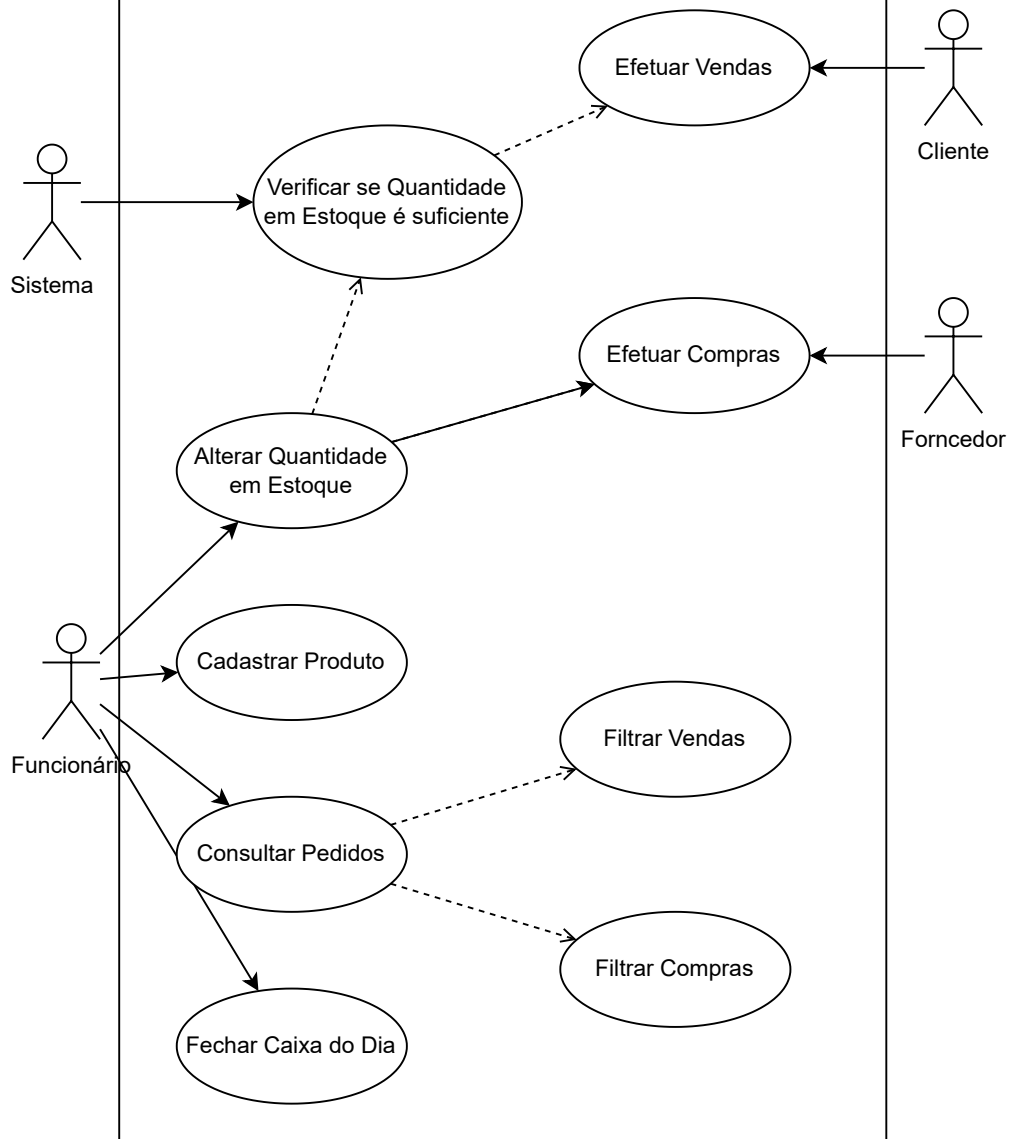 Efetuar Vendas
Cliente
Verificar se Quantidade
em Estoque é suficiente
Sistema
Efetuar Compras
Forncedor
Alterar Quantidade
em Estoque
Cadastrar Produto
Funcionário
Filtrar Vendas
Consultar Pedidos
Filtrar Compras
Fechar Caixa do Dia